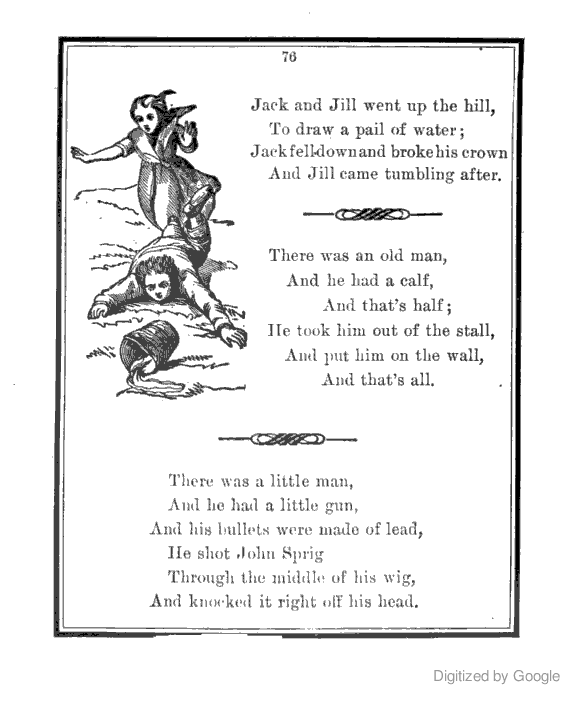 76
Jack and Jill went up the hill,
To draw a pail of water;
Jack fell down and broke his crown
And Jill came tumbling after.
There was an old man,
And he had a calf,
And that's half;
He took him out of the stall,
And put him on the wall,
And that's all.
There was a little man,
And he had a little gun,
And his bullets were made of lead,
He shot John Sprig
Through the middle of his wig,
And knocked it right off his head.
Digitized by Google